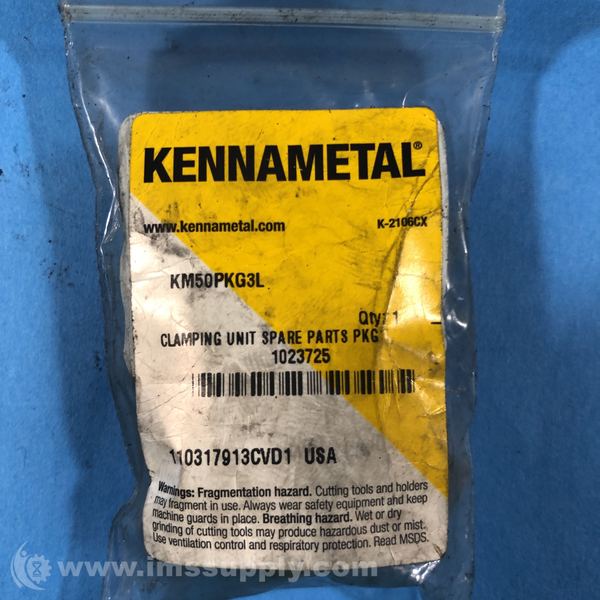 KENNAMETAL®
www.kennametal.com K-2106CX
KM50PKG3L
Qty: 1
CLAMPING UNIT SPARE PARTS PKG
1023725
110317913CVD1 USA
Warnings: Fragmentation hazard. Cutting tools and holders
may fragment in use. Always wear safety equipment and keep
machine guards in place. Breathing hazard. Wet or dry
grinding of cutting tools may produce hazardous dust or mist.
Use ventilation control and respiratory protection. Read MSDS.
www.imssupply.com